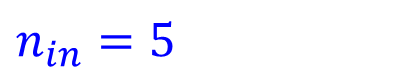 n_in = 5